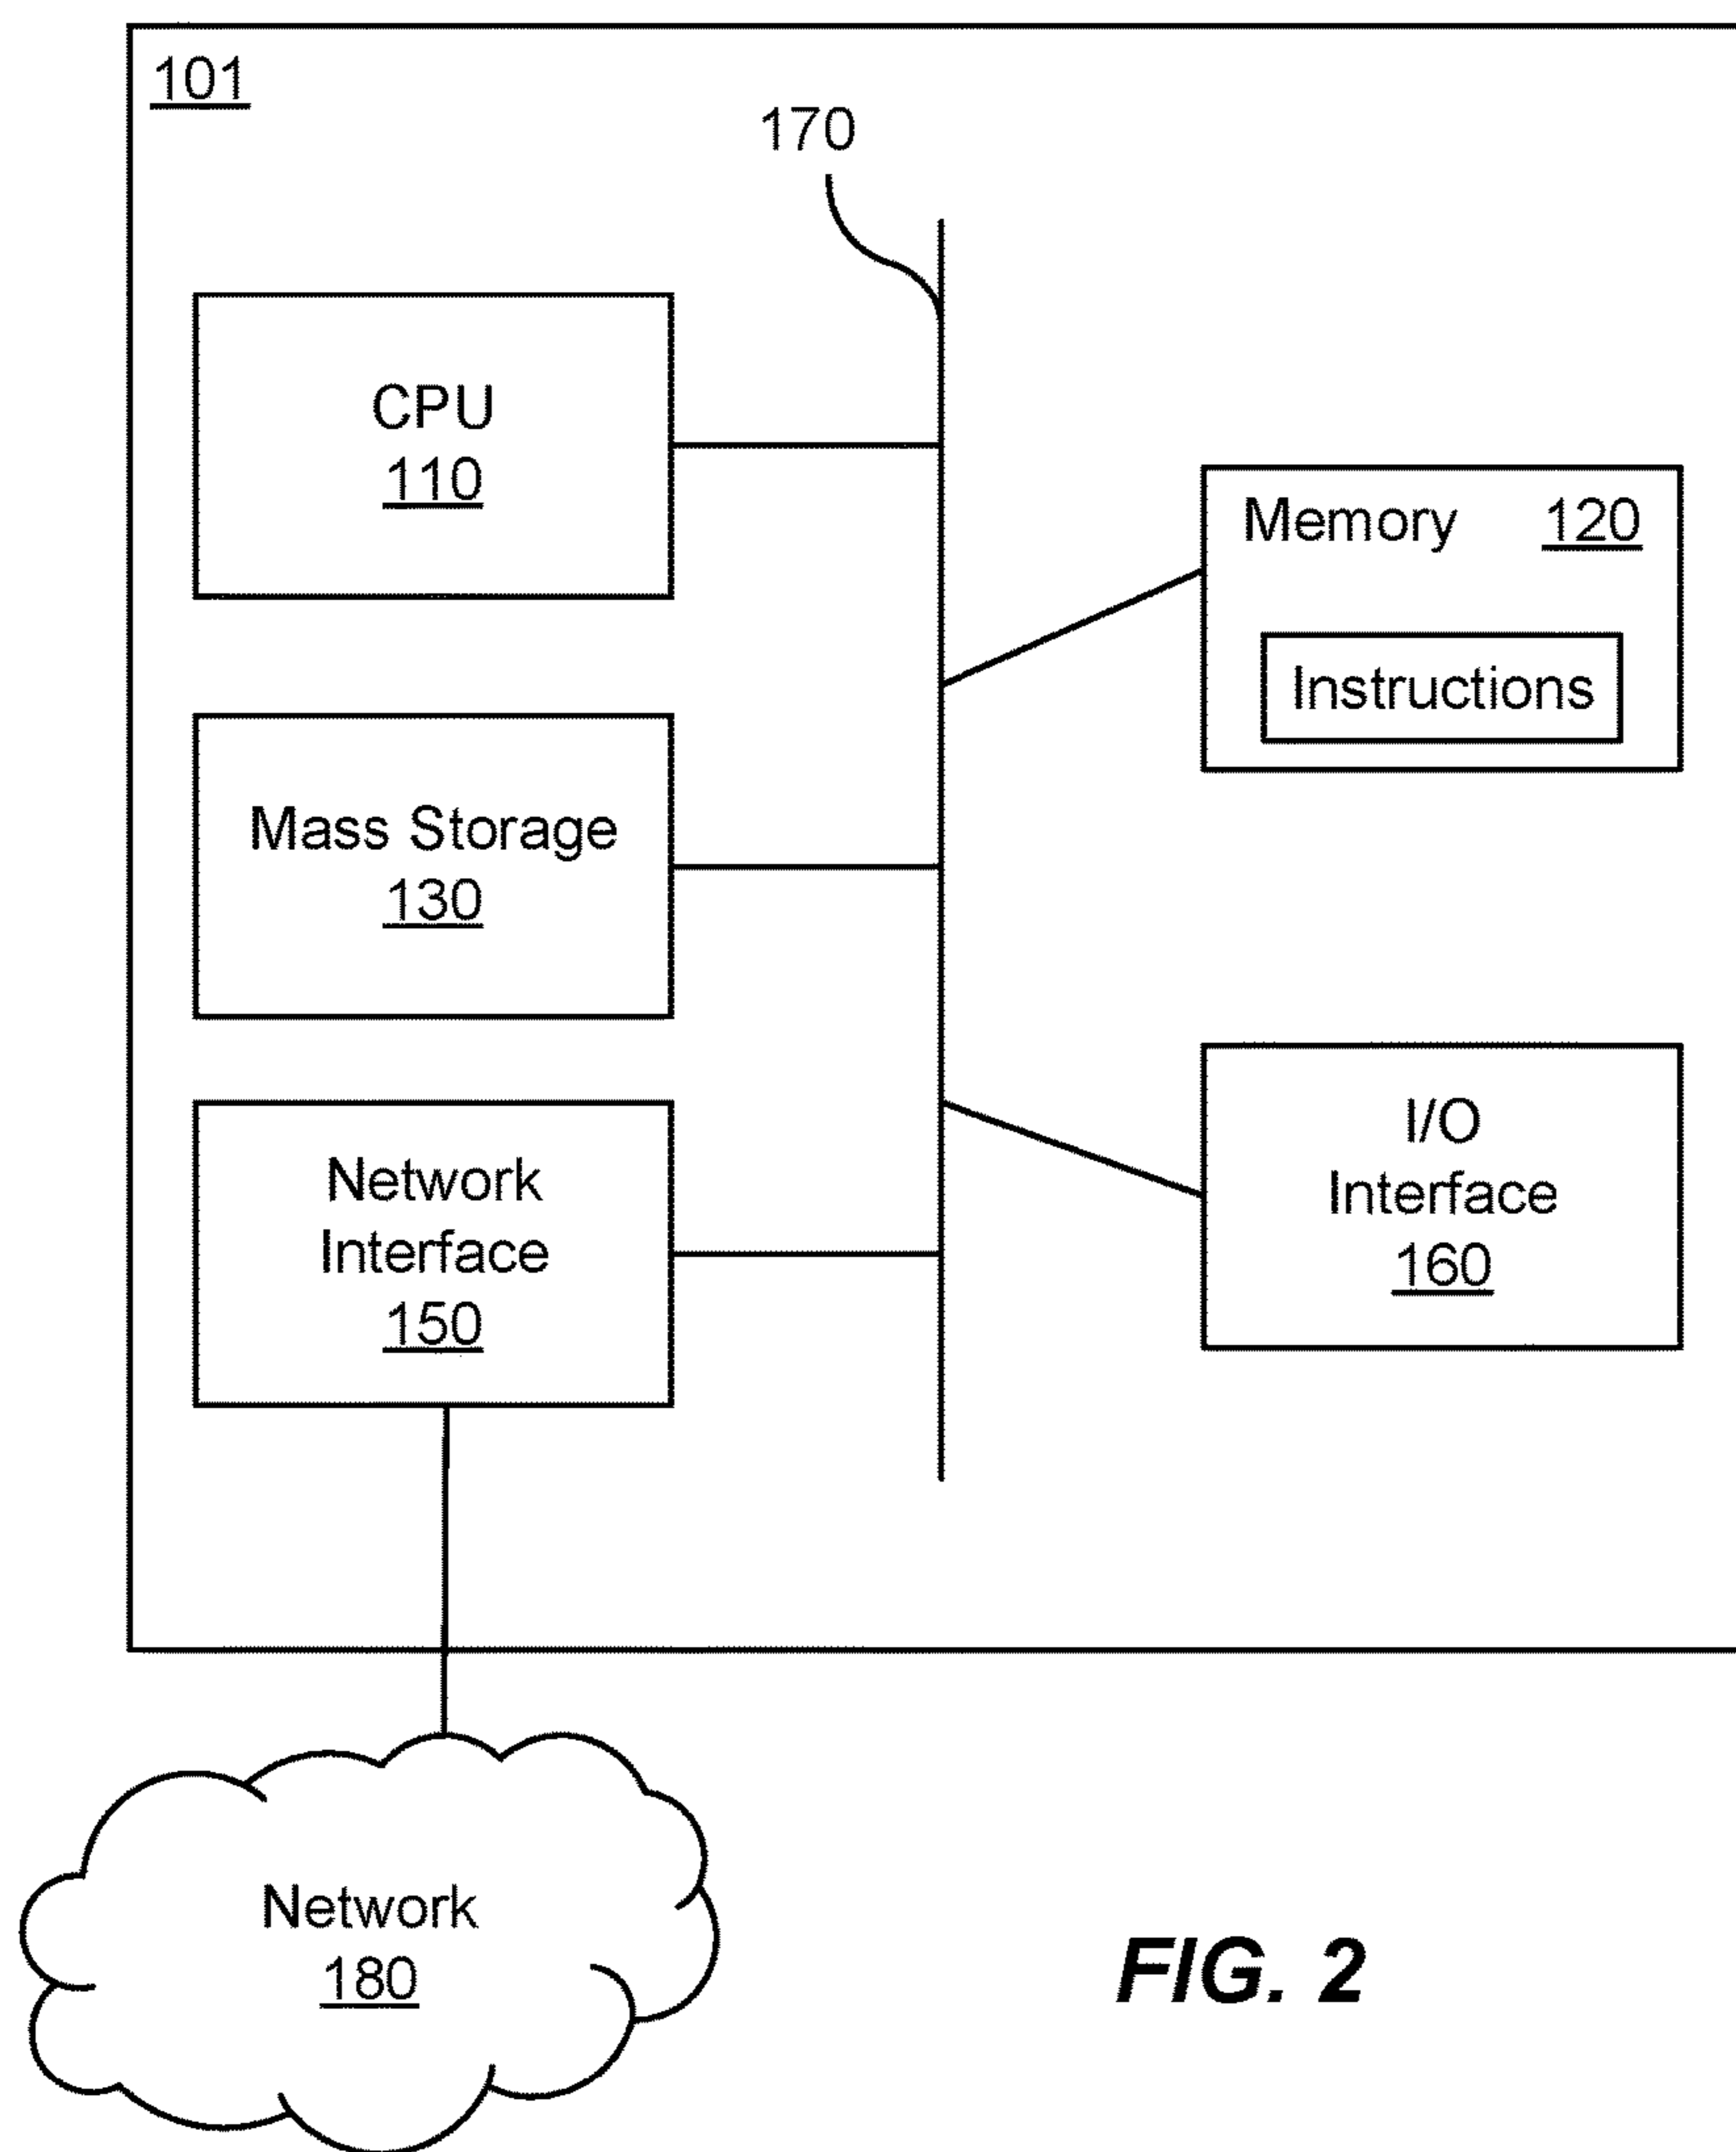 101
170
CPU
110
Memory 120
Instructions
Mass Storage
130
I/O
Interface
160
Network
Interface
150
Network
180
FIG. 2